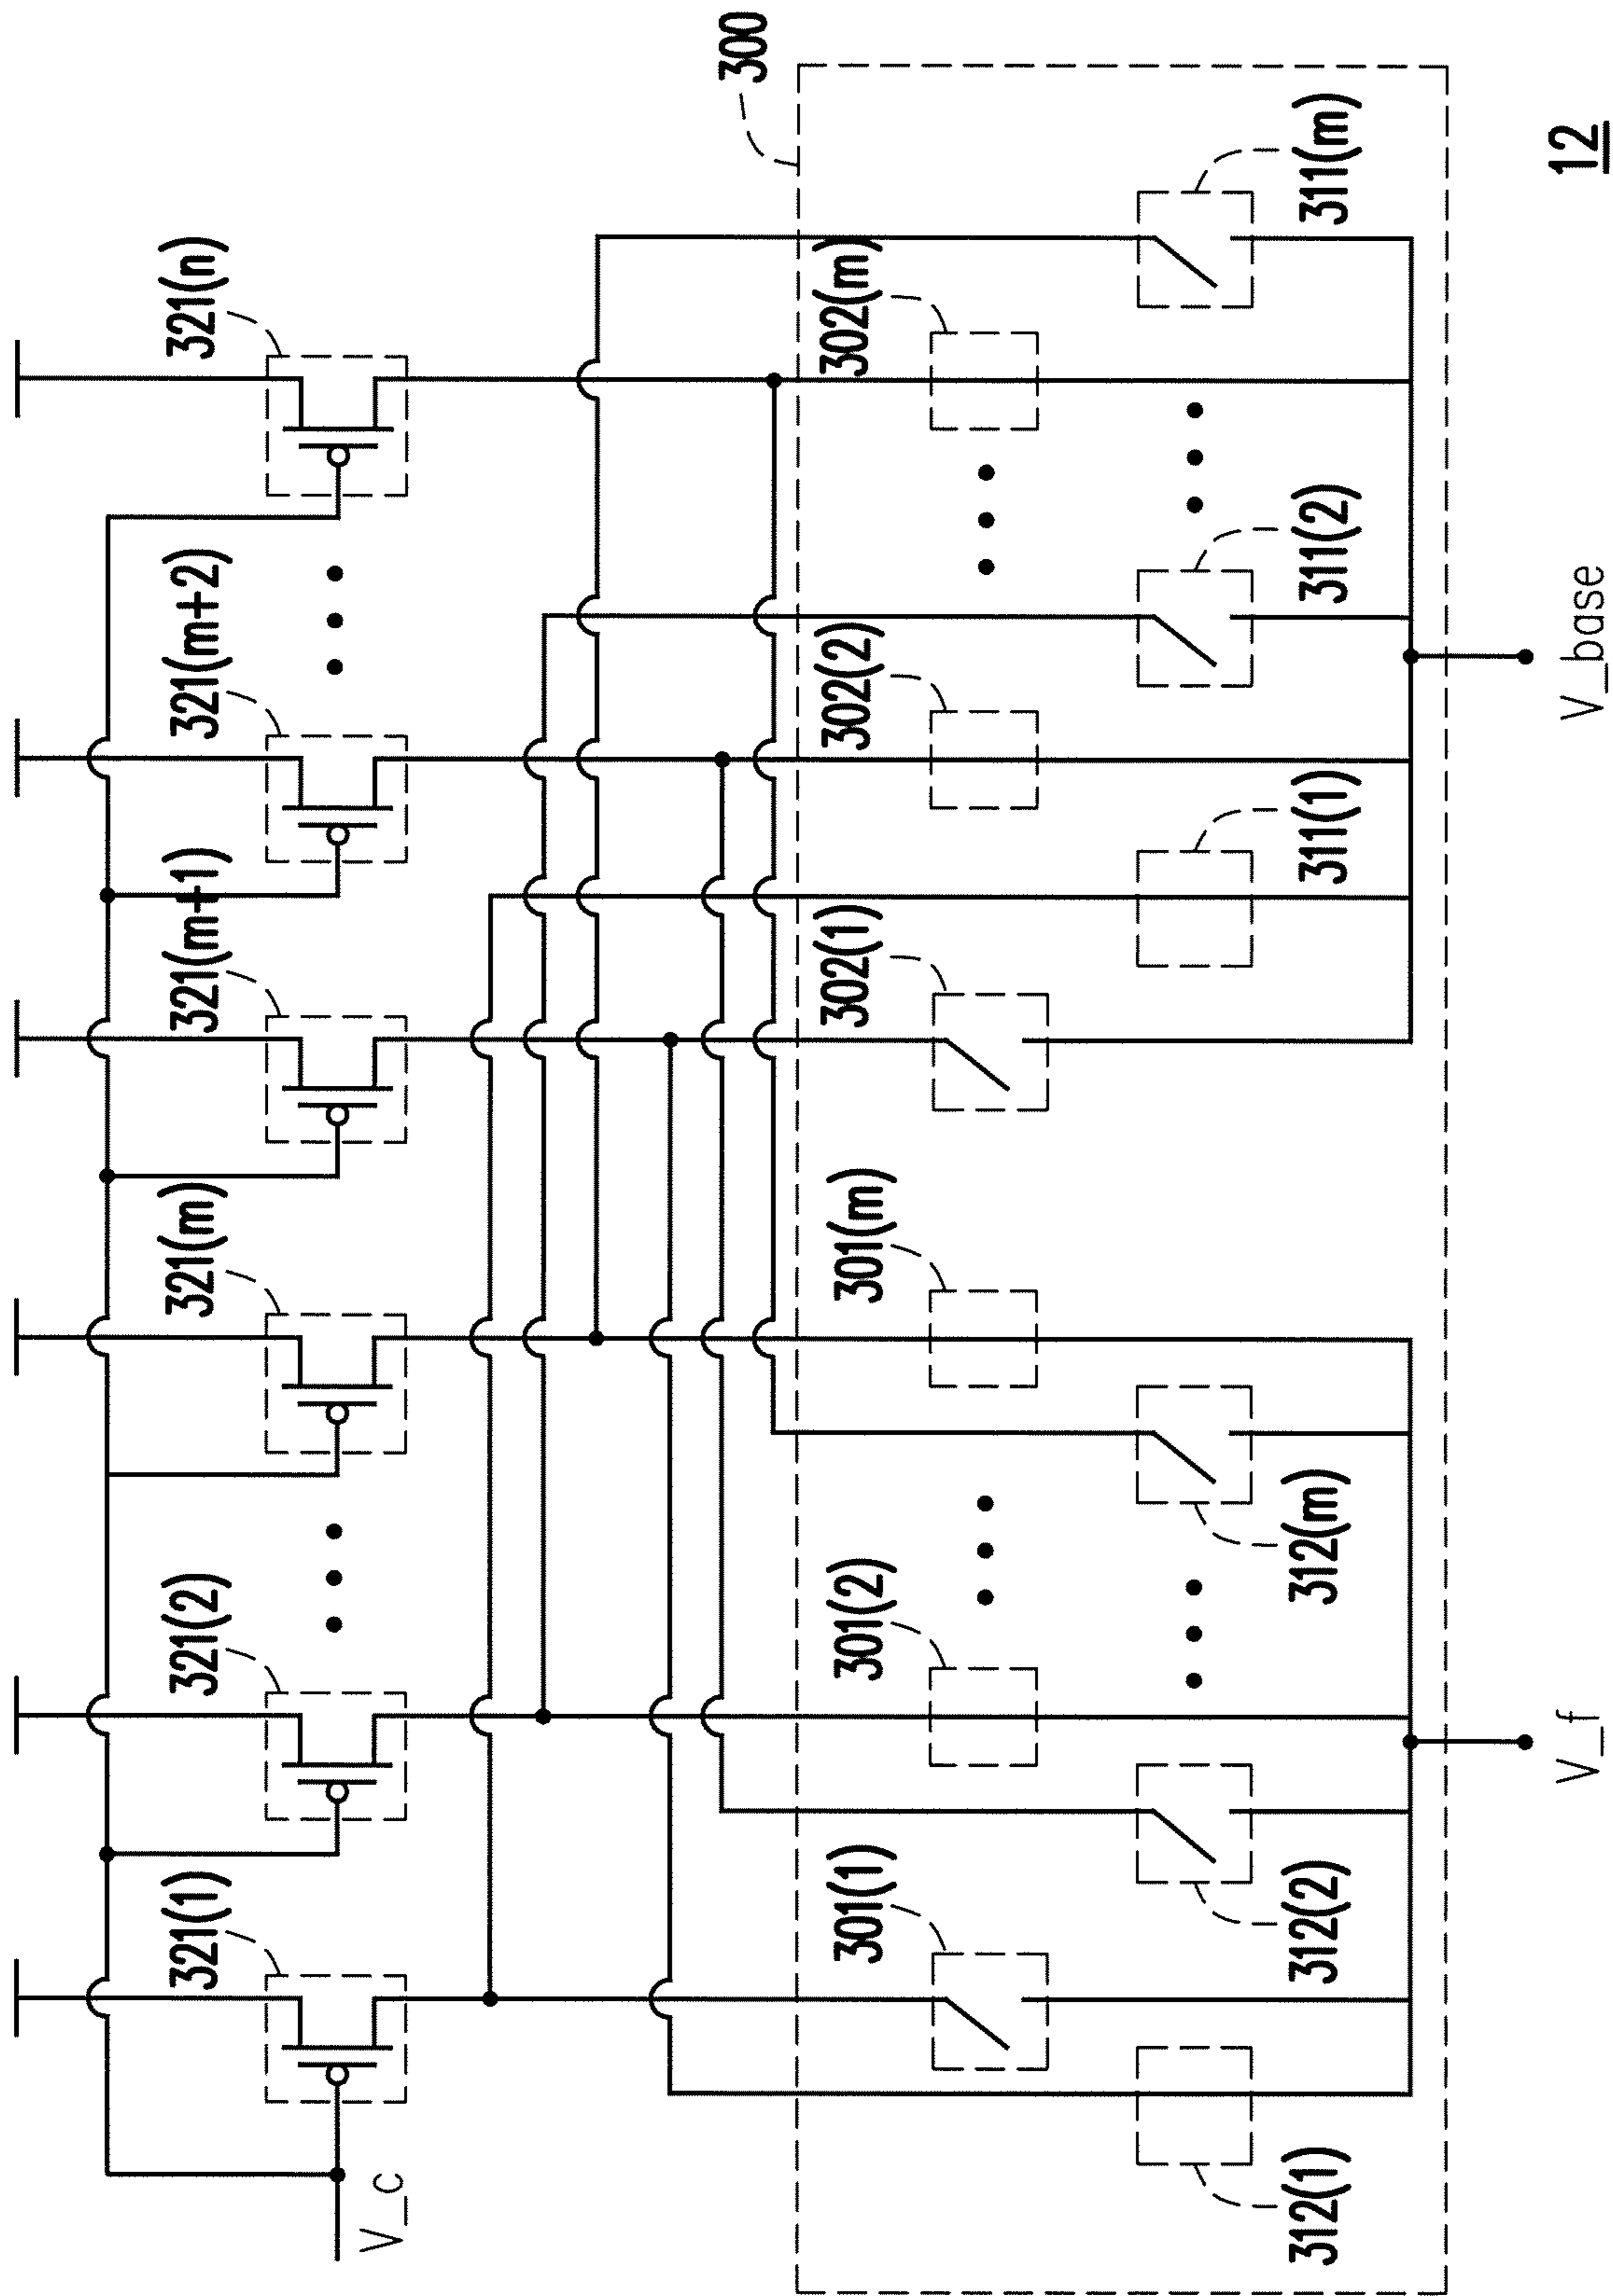 321(1)
321(2)
321(m)
321(m+1)
321(m+2)
321(n)
V_c
300
301(1)
301(2)
301(m)
302(1)
302(2)
302(m)
312(1)
312(2)
312(m)
311(1)
311(2)
311(m)
V_f
V_base
12